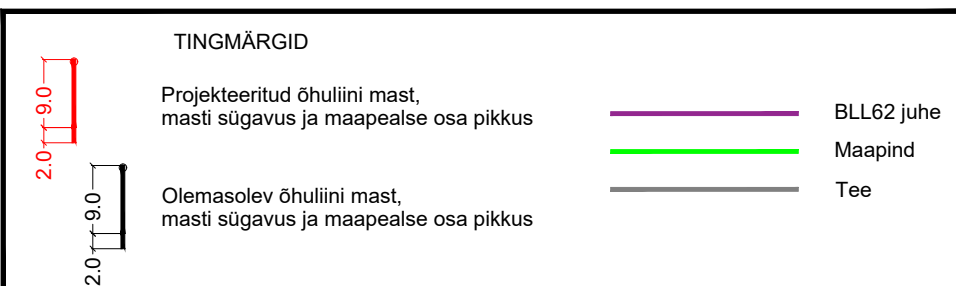 TINGMÄRGID
9.0
2.0
Projekteeritud õhuliini mast,
masti sügavus ja maapealse osa pikkus
9.0
2.0
Olemasolev õhuliini mast,
masti sügavus ja maapealse osa pikkus
BLL62 juhe
Maapind
Tee